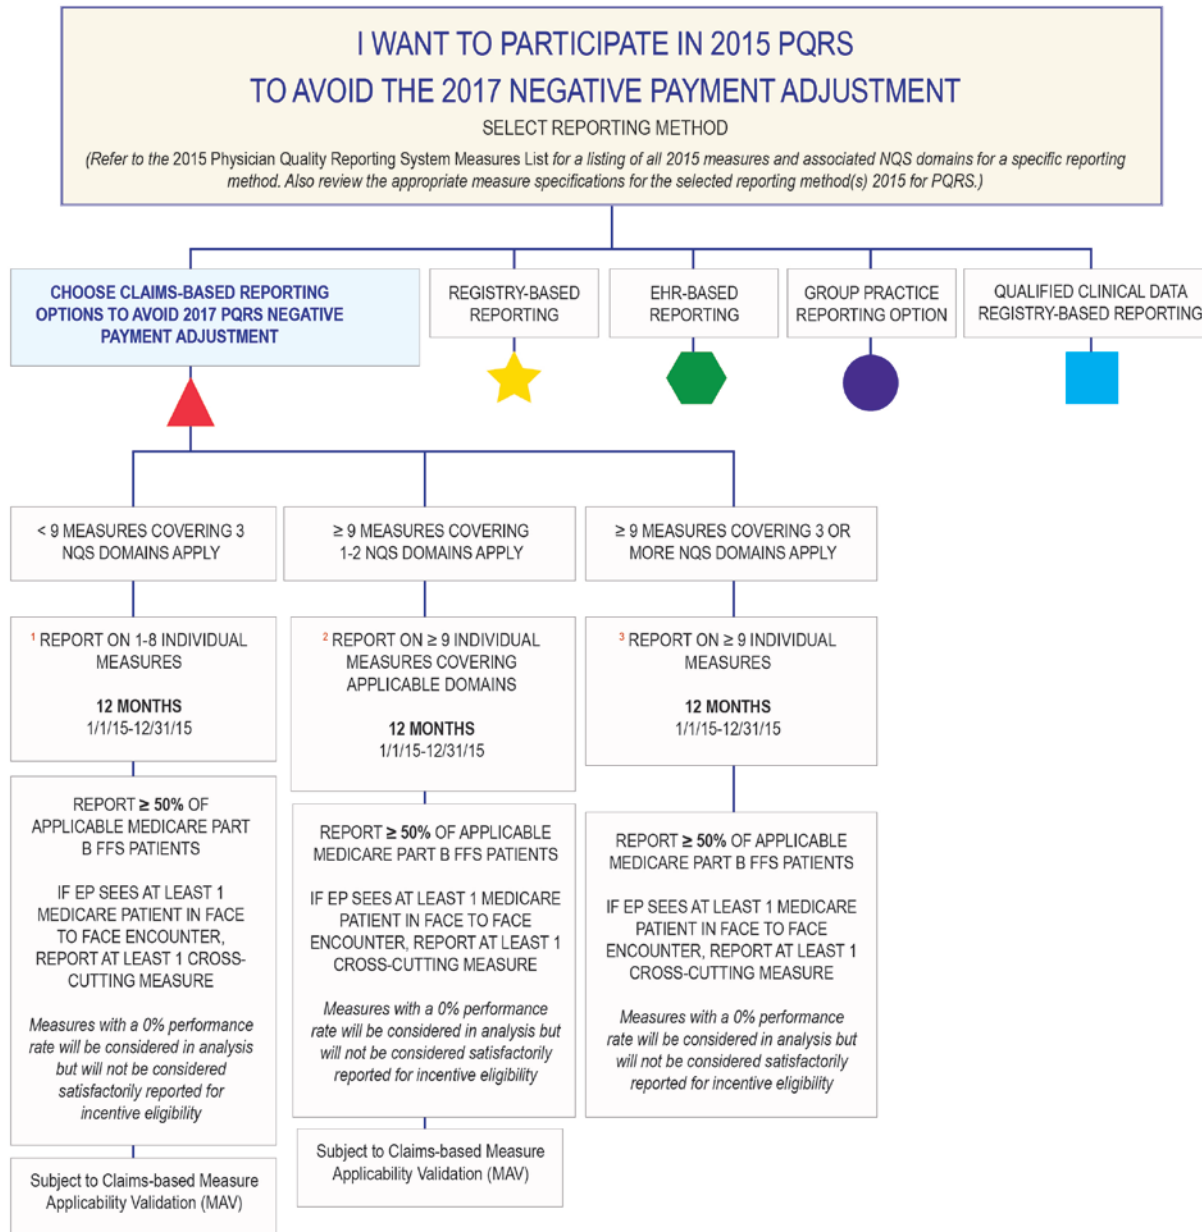 I WANT TO PARTICIPATE IN 2015 PQRS
TO AVOID THE 2017 NEGATIVE PAYMENT ADJUSTMENT
SELECT REPORTING METHOD
(Refer to the 2015 Physician Quality Reporting System Measures List for a listing of all 2015 measures and associated NQS domains for a specific reporting
method. Also review the appropriate measure specifications for the selected reporting method(s) 2015 for PQRS.)
CHOOSE CLAIMS-BASED REPORTING
OPTIONS TO AVOID 2017 PQRS NEGATIVE
PAYMENT ADJUSTMENT
REGISTRY-BASED
REPORTING
EHR-BASED
REPORTING
GROUP PRACTICE
REPORTING OPTION
QUALIFIED CLINICAL DATA
REGISTRY-BASED REPORTING
< 9 MEASURES COVERING 3
NQS DOMAINS APPLY
≥ 9 MEASURES COVERING
1-2 NQS DOMAINS APPLY
≥ 9 MEASURES COVERING 3 OR
MORE NQS DOMAINS APPLY
1 REPORT ON 1-8 INDIVIDUAL
MEASURES
12 MONTHS
1/1/15-12/31/15
2 REPORT ON ≥ 9 INDIVIDUAL
MEASURES COVERING
APPLICABLE DOMAINS
12 MONTHS
1/1/15-12/31/15
3 REPORT ON ≥ 9 INDIVIDUAL
MEASURES
12 MONTHS
1/1/15-12/31/15
REPORT ≥ 50% OF
APPLICABLE MEDICARE PART
B FFS PATIENTS
IF EP SEES AT LEAST 1
MEDICARE PATIENT IN FACE
TO FACE ENCOUNTER,
REPORT AT LEAST 1 CROSS-
CUTTING MEASURE
Measures with a 0% performance
rate will be considered in analysis
but will not be considered
satisfactorily reported for
incentive eligibility
REPORT ≥ 50% OF APPLICABLE
MEDICARE PART B FFS PATIENTS
IF EP SEES AT LEAST 1 MEDICARE
PATIENT IN FACE TO FACE
ENCOUNTER, REPORT AT LEAST 1
CROSS-CUTTING MEASURE
Measures with a 0% performance
rate will be considered in analysis but
will not be considered satisfactorily
reported for incentive eligibility
REPORT ≥ 50% OF APPLICABLE
MEDICARE PART B FFS PATIENTS
IF EP SEES AT LEAST 1 MEDICARE
PATIENT IN FACE TO FACE
ENCOUNTER, REPORT AT LEAST 1
CROSS-CUTTING MEASURE
Measures with a 0% performance
rate will be considered in analysis but
will not be considered satisfactorily
reported for incentive eligibility
Subject to Claims-based Measure
Applicability Validation (MAV)
Subject to Claims-based Measure
Applicability Validation (MAV)